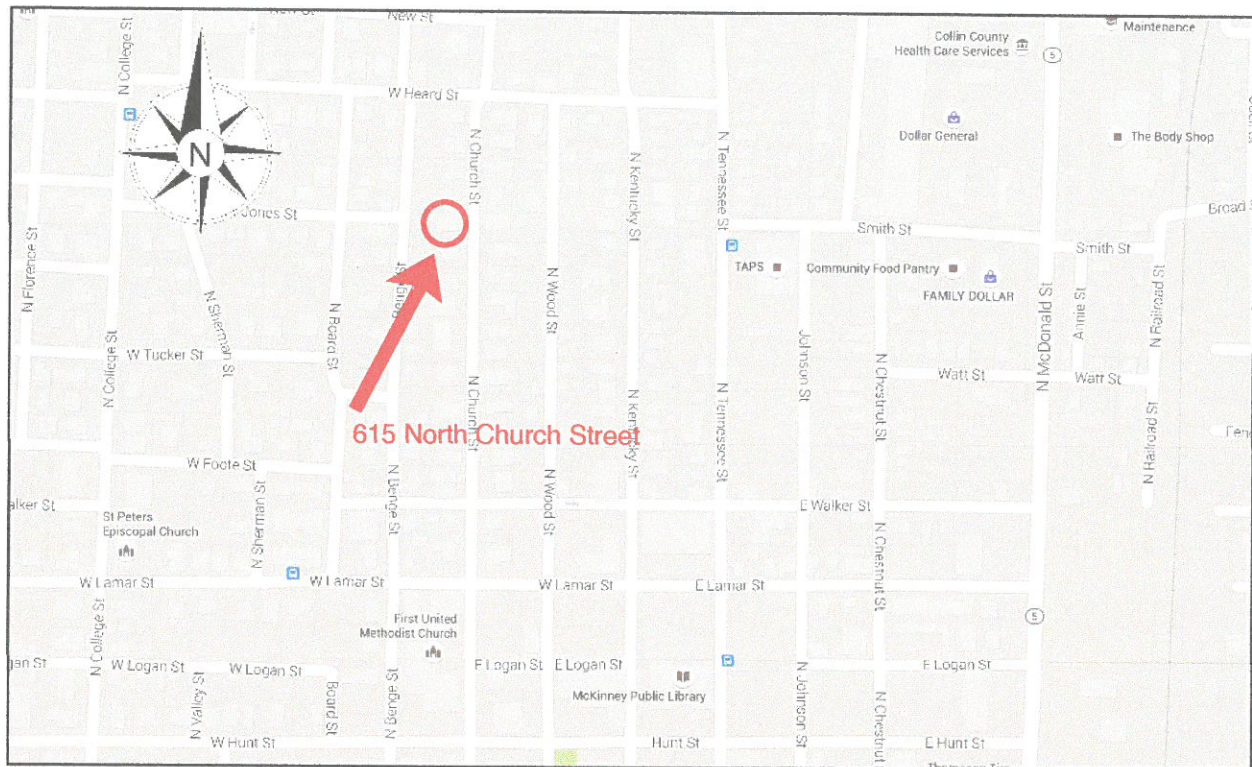 New St
N College St
Collin County
Health Care Services
Maintenance
5
W Heard St
Dollar General
The Body Shop
N
N Church St
N Kentucky St
N Tennessee St
Jones St
Smith St
Broad
Smith St
TAPS
Community Food Pantry
FAMILY DOLLAR
N Florence St
N Sherman St
N Board St
N Wood St
Johnson St
N McDonald St
Annie St
N Railroad St
W Tucker St
N College St
N Church St
N Kentucky St
N Tennessee St
N Chestnut St
Watt St
Watt St
615 North Church Street
N Railroad St
W Foote St
N Sherman St
N Benge St
N Wood St
alker St
E Walker St
St Peters
Episcopal Church
N Chestnut St
W Lamar St
W Lamar St
W Lamar St
E Lamar St
First United
Methodist Church
5
N College St
gan St
W Logan St
W Logan St
E Logan St
E Logan St
E Logan St
McKinney Public Library
N Valley St
Board St
N Benge St
N Johnson St
N Chestnut
W Hunt St
Hunt St
E Hunt St